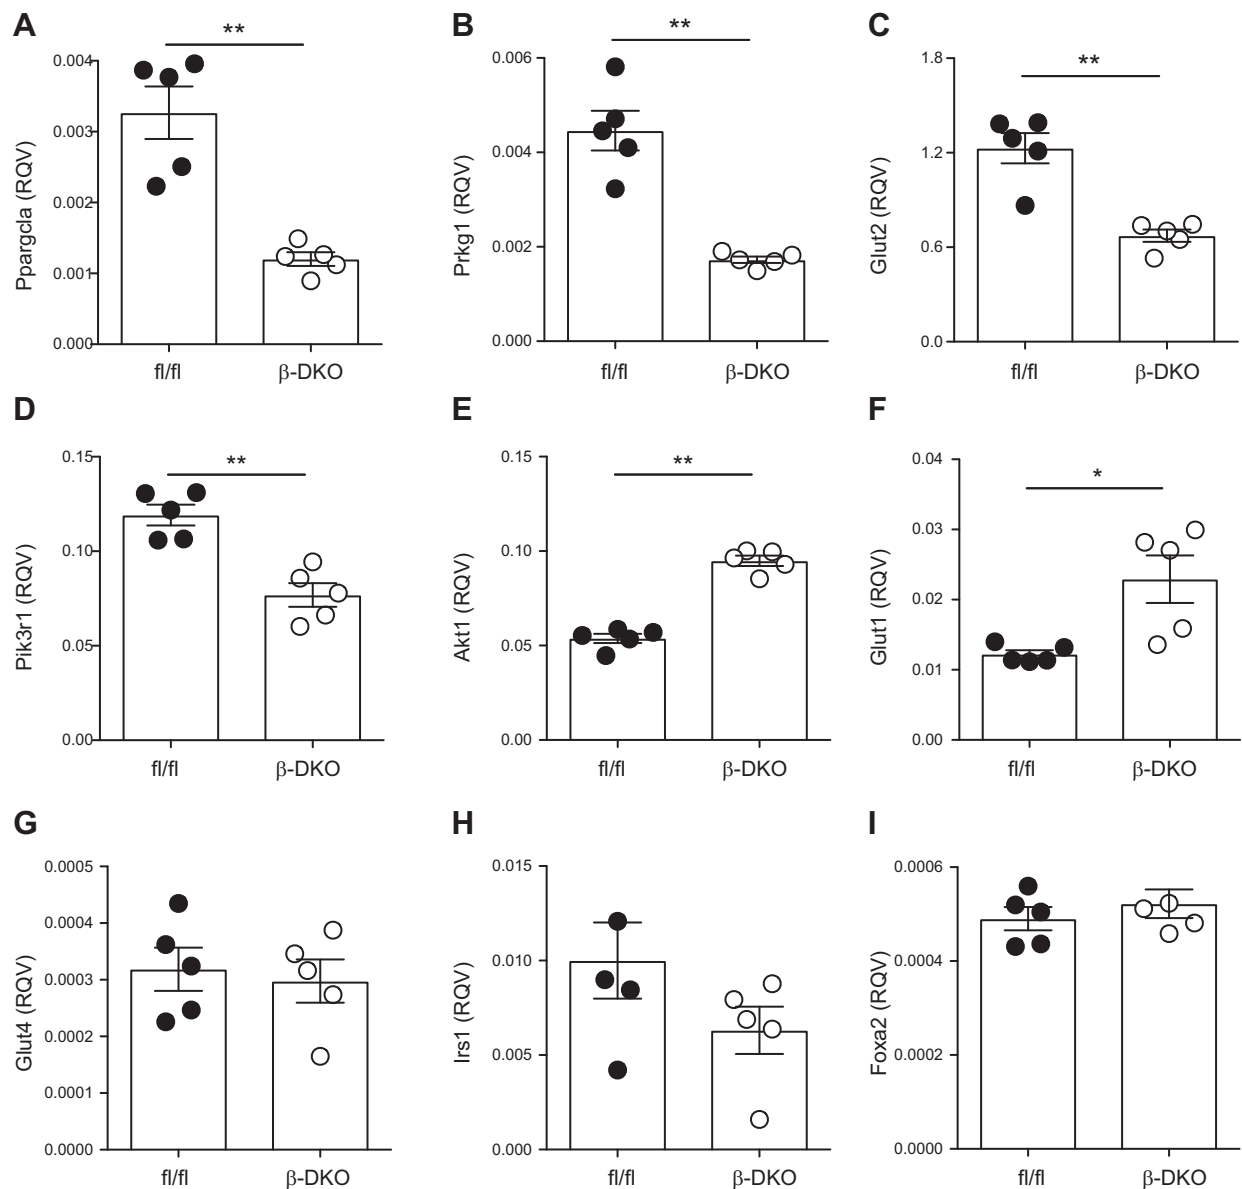 A
**
0.004
0.003
0.002
0.001
0.000
Ppargcla (RQV)
fl/fl
β-DKO
B
**
0.006
0.004
0.002
0.000
Prkg1 (RQV)
fl/fl
β-DKO
C
**
1.8
1.2
0.6
0.0
Glut2 (RQV)
fl/fl
β-DKO
D
**
0.15
0.10
0.05
0.00
Pik3r1 (RQV)
fl/fl
β-DKO
E
**
0.15
0.10
0.05
0.00
Akt1 (RQV)
fl/fl
β-DKO
F
*
0.04
0.03
0.02
0.01
0.00
Glut1 (RQV)
fl/fl
β-DKO
G
0.0005
0.0004
0.0003
0.0002
0.0001
0.0000
Glut4 (RQV)
fl/fl
β-DKO
H
0.015
0.010
0.005
0.000
Irs1 (RQV)
fl/fl
β-DKO
I
0.0006
0.0004
0.0002
0.0000
Foxa2 (RQV)
fl/fl
β-DKO